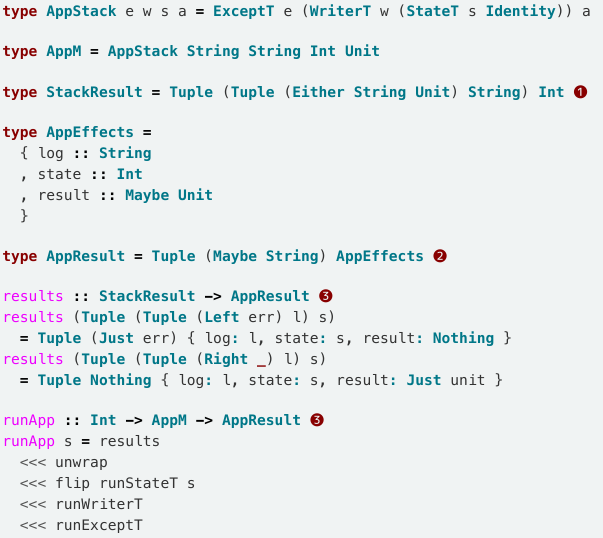 type AppStack e w s a = ExceptT e (WriterT w (StateT s Identity)) a
type AppM = AppStack String String Int Unit
type StackResult = Tuple (Tuple (Either String Unit) String) Int ❶
type AppEffects =
  { log :: String
  , state :: Int
  , result :: Maybe Unit
  }
type AppResult = Tuple (Maybe String) AppEffects ❷
results :: StackResult -> AppResult ❸
results (Tuple (Tuple (Left err) l) s)
  = Tuple (Just err) { log: l, state: s, result: Nothing }
results (Tuple (Tuple (Right _) l) s)
  = Tuple Nothing { log: l, state: s, result: Just unit }
runApp :: Int -> AppM -> AppResult ❸
runApp s = results
  <<< unwrap
  <<< flip runStateT s
  <<< runWriterT
  <<< runExceptT